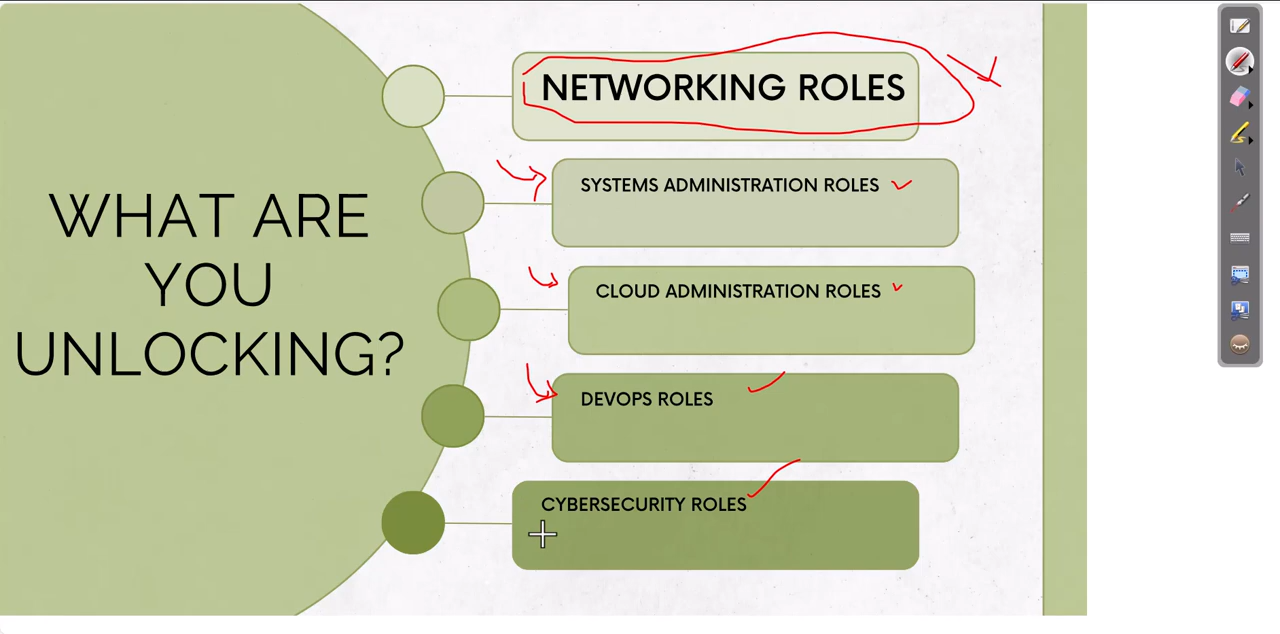 WHAT ARE
YOU
UNLOCKING?
NETWORKING ROLES
SYSTEMS ADMINISTRATION ROLES
CLOUD ADMINISTRATION ROLES
DEVOPS ROLES
CYBERSECURITY ROLES